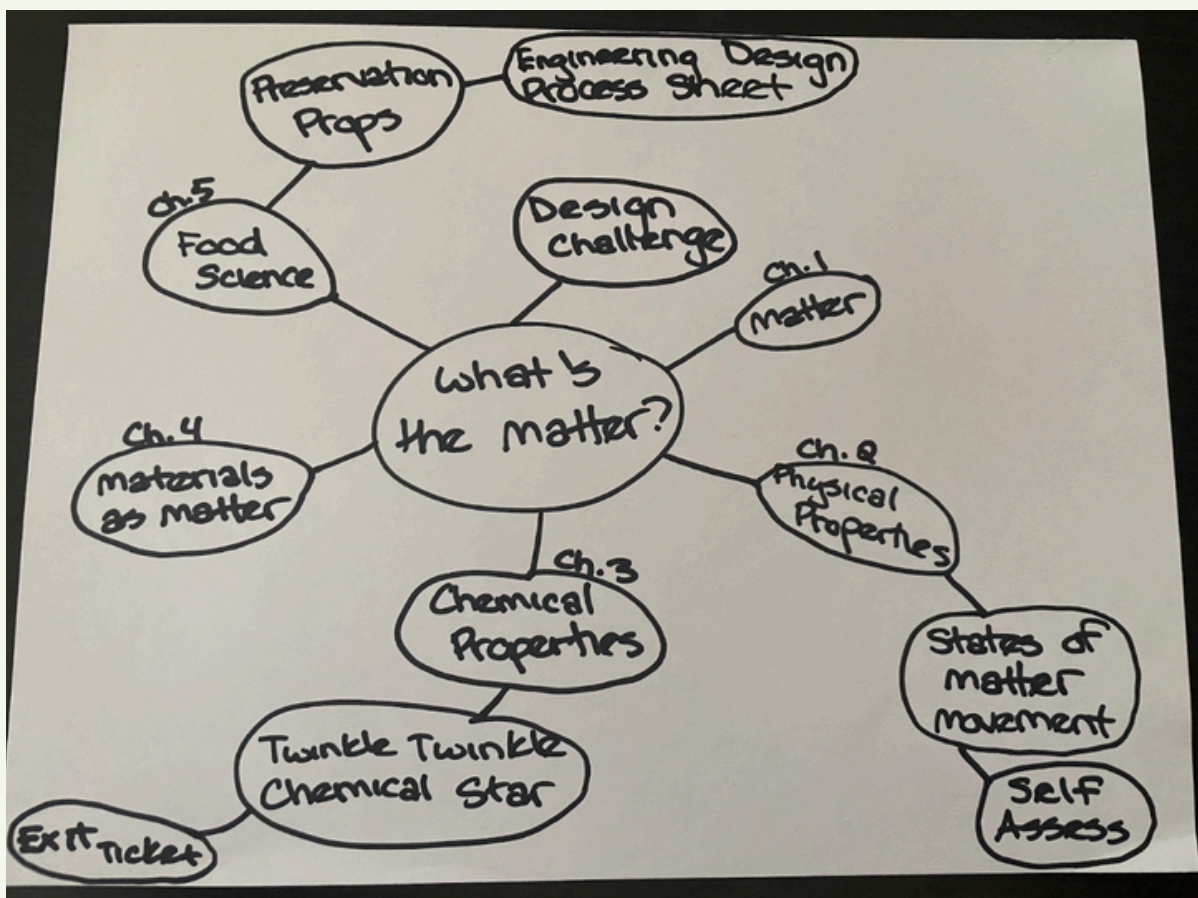 Preservation
Props
Engineering Design
Process Sheet
Ch.5
Food
Science
Design
Challenge
Ch.1
Matter
What's
the matter?
Ch.4
Materials
as matter
Ch.2
Physical
Properties
Ch.3
Chemical
Properties
States of
matter
movement
Twinkle Twinkle
Chemical Star
Self
Assess
Exit Ticket